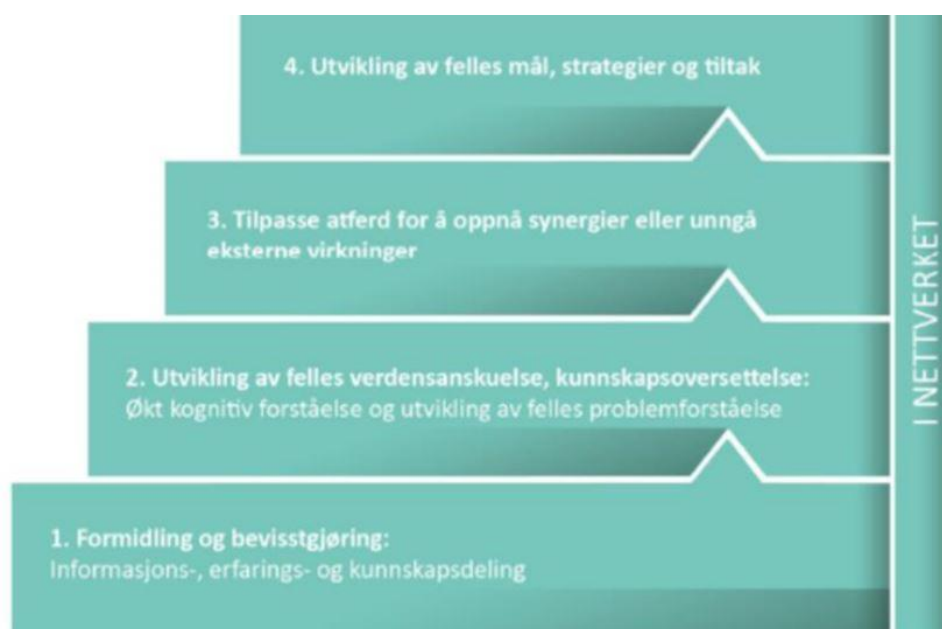 4. Utvikling av felles mål, strategier og tiltak
3. Tilpasse atferd for å oppnå synergier eller unngå
eksterne virkninger
2. Utvikling av felles verdensanskuelse, kunnskapsoversettelse:
Økt kognitiv forståelse og utvikling av felles problemforståelse
1. Formidling og bevisstgjøring:
Informasjons-, erfarings- og kunnskapsdeling
I NETTVERKET